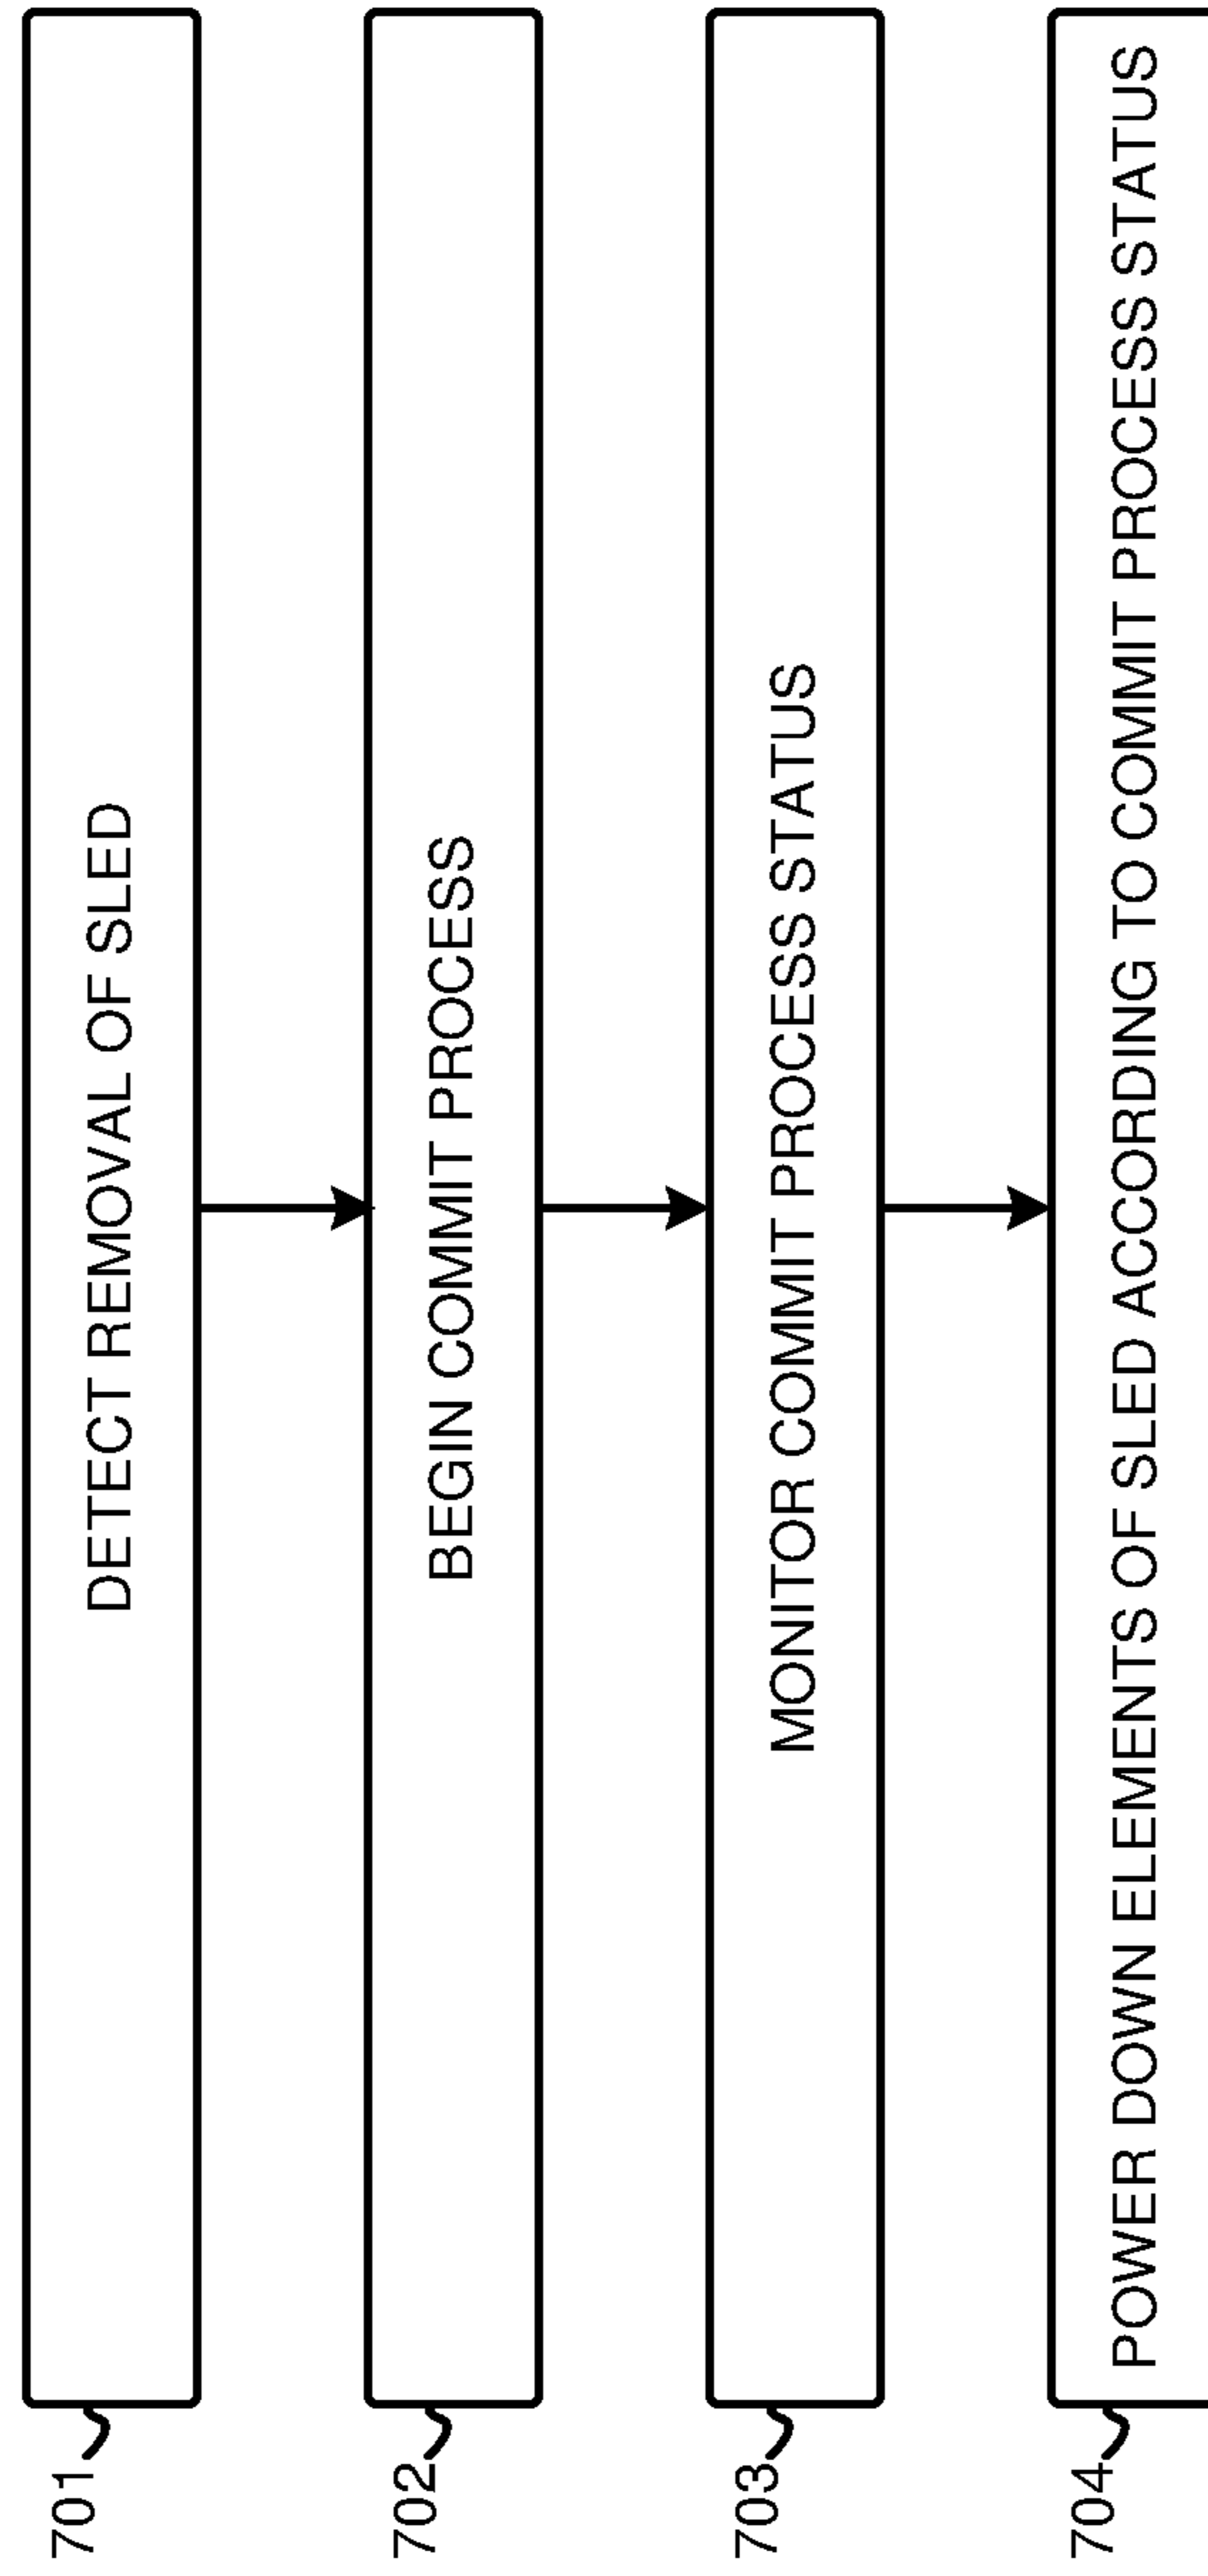 701
DETECT REMOVAL OF SLED
702
BEGIN COMMIT PROCESS
703
MONITOR COMMIT PROCESS STATUS
704
POWER DOWN ELEMENTS OF SLED ACCORDING TO COMMIT PROCESS STATUS